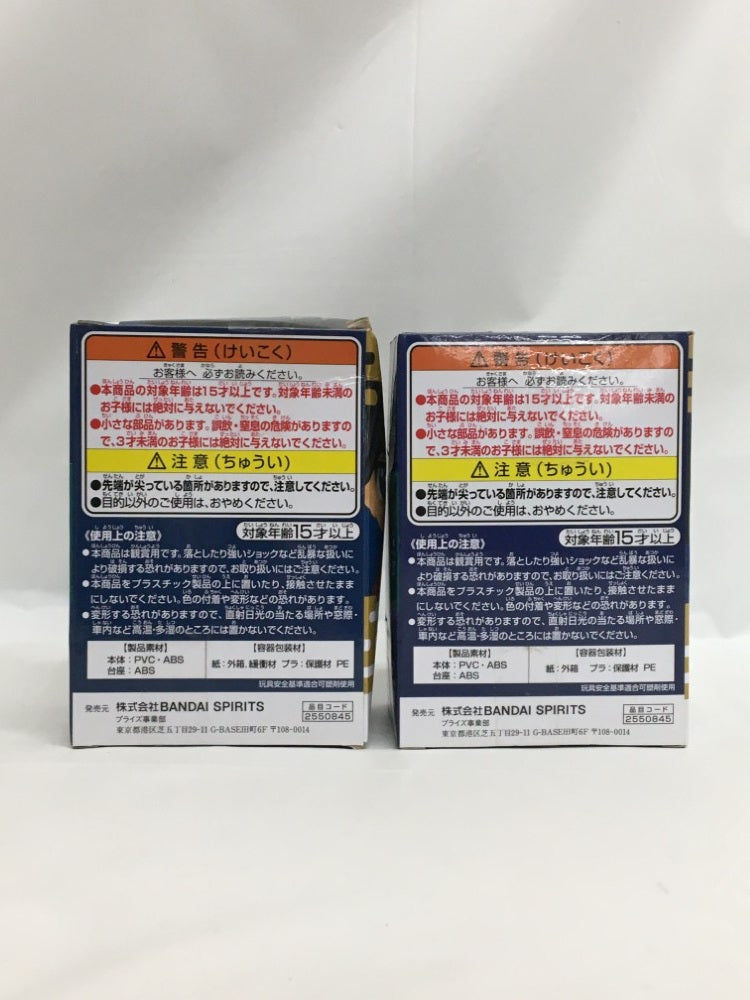 ⚠ 警告(けいこく)
お客様へ 必ずお読みください。
●本商品の対象年齢は15才以上です。対象年齢未満の
お子様には絶対に与えないでください。
●小さな部品があります。誤飲・窒息の危険がありますの
で、3才未満のお子様には絶対に与えないでください。
⚠ 注意(ちゅうい)
●先端が尖っている箇所がありますので、注意してください。
●目的以外のご使用は、おやめください。
《使用上の注意》 対象年齢15才以上
●本商品は観賞用です。落としたり強いショックなど乱暴な扱いに
より破損する恐れがありますので、お取り扱いにはご注意ください。
●本商品をプラスチック製品の上に置いたり、接触させたまま
にしないでください。色の付着や変形などの恐れがあります。
●変形する恐れがありますので、直射日光の当たる場所や窓際・
車内など高温・多湿のところには置かないでください。
【製品素材】
本体:PVC・ABS
台座:ABS
【容器包装材】
紙:外箱、緩衝材 プラ:保護材 PE
玩具安全基準適合可塑剤使用
発売元 株式会社BANDAI SPIRITS
プライズ事業部
東京都港区芝五丁目29-11 G-BASE田町6F 〒108-0014
品目コード
2550845
⚠ 警告(けいこく)
お客様へ 必ずお読みください。
●本商品の対象年齢は15才以上です。対象年齢未満の
お子様には絶対に与えないでください。
●小さな部品があります。誤飲・窒息の危険がありますの
で、3才未満のお子様には絶対に与えないでください。
⚠ 注意(ちゅうい)
●先端が尖っている箇所がありますので、注意してください。
●目的以外のご使用は、おやめください。
《使用上の注意》 対象年齢15才以上
●本商品は観賞用です。落としたり強いショックなど乱暴な扱いに
より破損する恐れがありますので、お取り扱いにはご注意ください。
●本商品をプラスチック製品の上に置いたり、接触させたまま
にしないでください。色の付着や変形などの恐れがあります。
●変形する恐れがありますので、直射日光の当たる場所や窓際・
車内など高温・多湿のところには置かないでください。
【製品素材】
本体:PVC・ABS
台座:ABS
【容器包装材】
紙:外箱 プラ:保護材 PE
玩具安全基準適合可塑剤使用
発売元 株式会社BANDAI SPIRITS
プライズ事業部
東京都港区芝五丁目29-11 G-BASE田町6F 〒108-0014
品目コード
2550845